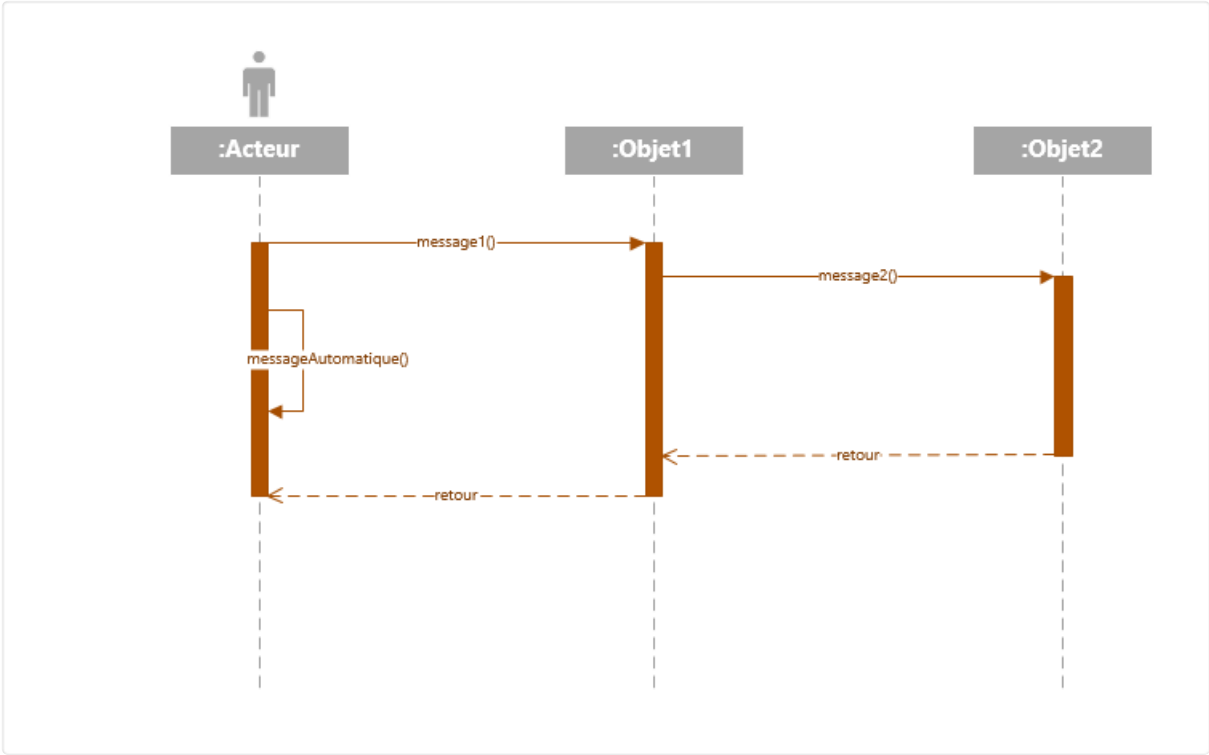 :Acteur
:Objet1
:Objet2
message1()
message2()
messageAutomatique()
retour
retour